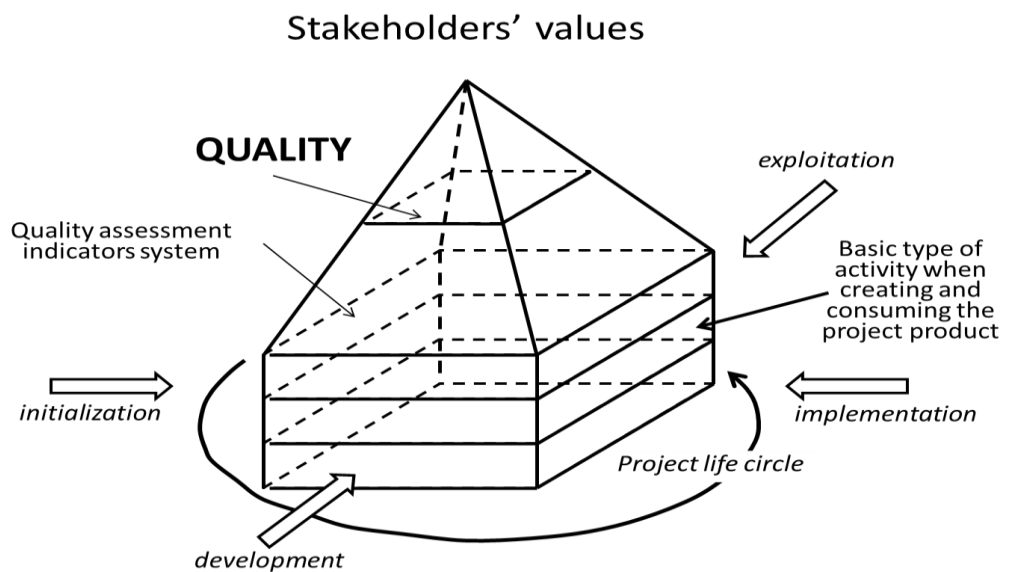 Stakeholders’ values
QUALITY
exploitation
Quality assessment
indicators system
Basic type of
activity when
creating and
consuming the
project product
initialization
implementation
Project life circle
development